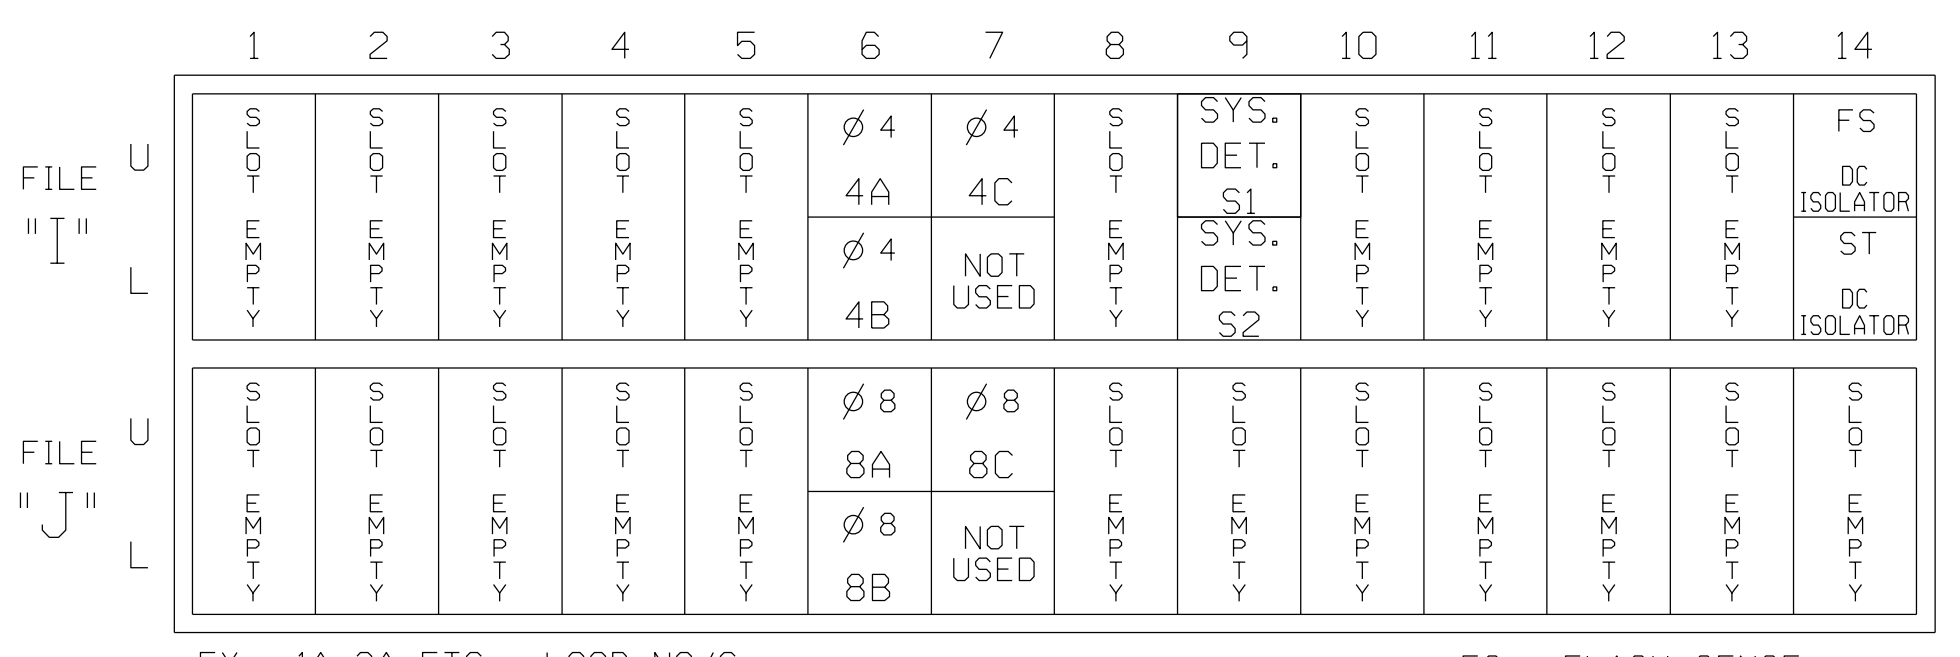 1 2 3 4 5 6 7 8 9 10 11 12 13 14
FILE "I"
U
L
SLOT EMPTY
SLOT EMPTY
SLOT EMPTY
SLOT EMPTY
SLOT EMPTY
Ø 4
4A
Ø 4
4B
Ø 4
4C
NOT
USED
SLOT EMPTY
SYS.
DET.
S1
SYS.
DET.
S2
SLOT EMPTY
SLOT EMPTY
SLOT EMPTY
SLOT EMPTY
FS
DC
ISOLATOR
ST
DC
ISOLATOR
FILE "J"
U
L
SLOT EMPTY
SLOT EMPTY
SLOT EMPTY
SLOT EMPTY
SLOT EMPTY
Ø 8
8A
Ø 8
8B
Ø 8
8C
NOT
USED
SLOT EMPTY
SLOT EMPTY
SLOT EMPTY
SLOT EMPTY
SLOT EMPTY
SLOT EMPTY
SLOT EMPTY